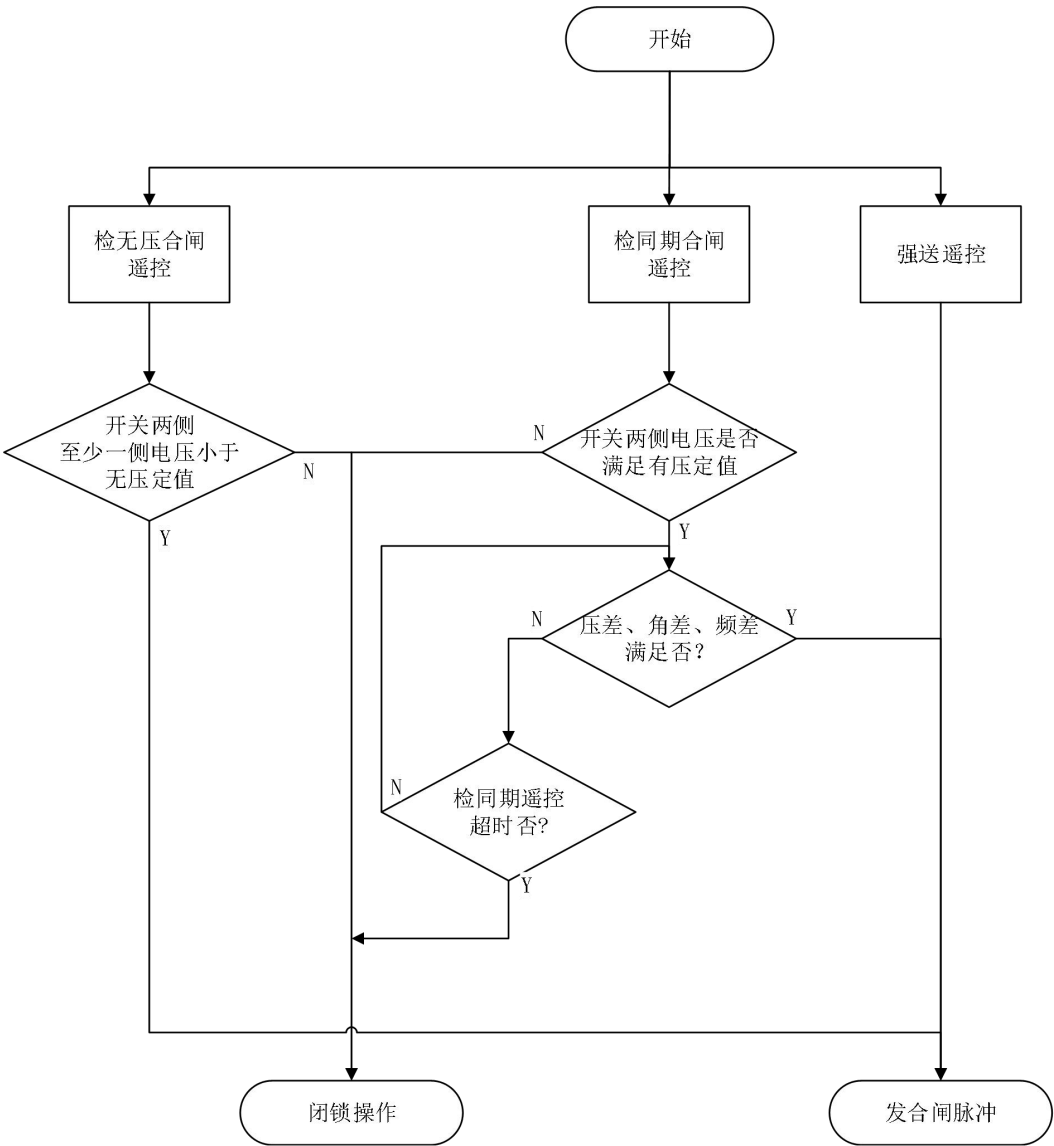 开始
检无压合闸
遥控
检同期合闸
遥控
强送遥控
开关两侧
至少一侧电压小于
无压定值
N
Y
N
开关两侧电压是否
满足有压定值
Y
N
压差、角差、频差
满足否？
Y
N
检同期遥控
超时否?
Y
闭锁操作
发合闸脉冲